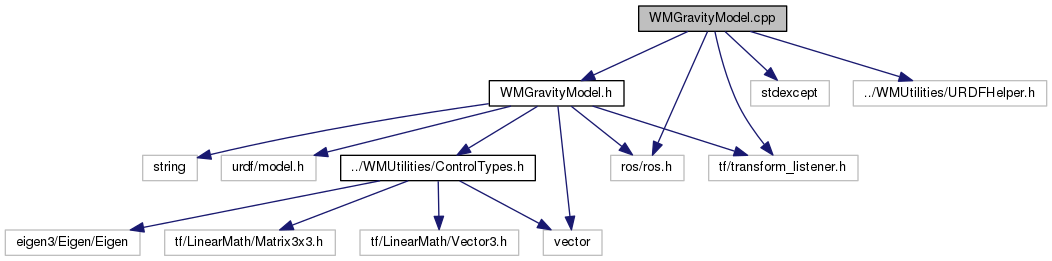 WMGravityModel.cpp
WMGravityModel.h
stdexcept
../WMUtilities/URDFHelper.h
string
urdf/model.h
../WMUtilities/ControlTypes.h
ros/ros.h
tf/transform_listener.h
eigen3/Eigen/Eigen
tf/LinearMath/Matrix3x3.h
tf/LinearMath/Vector3.h
vector